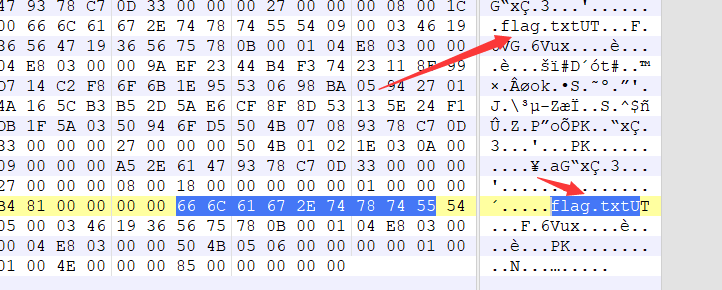 47 93 78 C7 0D 33 00 00 00 27 00 00 00 08 00 1C G“xÇ.3...'......
00 66 6C 61 67 2E 74 78 74 55 54 09 00 03 46 19 .flag.txtUT...F.
36 56 47 19 36 56 75 78 0B 00 01 04 E8 03 00 00 6VG.6Vux....è...
04 E8 03 00 00 9A EF 23 44 B4 F3 74 23 11 8F 99 .è...šï#D´ót#..™
D7 14 C2 F8 6F 6B 1E 95 53 06 98 BA 05 94 27 01 ×.Âøok.•S.˜º.”'.
4A 16 5C B3 B5 2D 5A E6 CF 8F 8D 53 13 5E 24 F1 J.\³µ-ZæÏ..S.^$ñ
DB 1F 5A 03 50 94 6F D5 50 4B 07 08 93 78 C7 0D Û.Z.P”oÕPK..“xÇ.
33 00 00 00 27 00 00 00 50 4B 01 02 1E 03 0A 00 3...'...PK......
09 00 00 00 A5 2E 61 47 93 78 C7 0D 33 00 00 00 ....¥.aG“xÇ.3...
27 00 00 00 08 00 18 00 00 00 00 00 01 00 00 00 '...............
B4 81 00 00 00 00 66 6C 61 67 2E 74 78 74 55 54 ´.....flag.txtUT
05 00 03 46 19 36 56 75 78 0B 00 01 04 E8 03 00 ...F.6Vux....è..
00 04 E8 03 00 00 50 4B 05 06 00 00 00 00 01 00 ..è...PK........
01 00 4E 00 00 00 85 00 00 00 00 00 ..N...….....